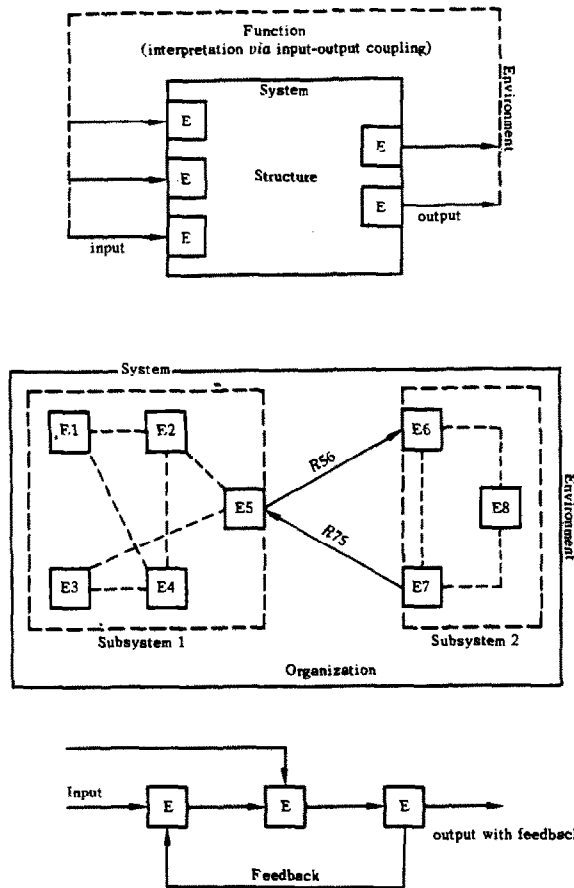 Function
(interpretation via input-output coupling)
System
Environment
E
E
E
Structure
E
E
input
output
System
E1
E2
E6
R56
E5
E8
R75
E3
E4
E7
Environment
Subsystem 1
Subsystem 2
Organization
Input
E
E
E
output with feedback
Feedback